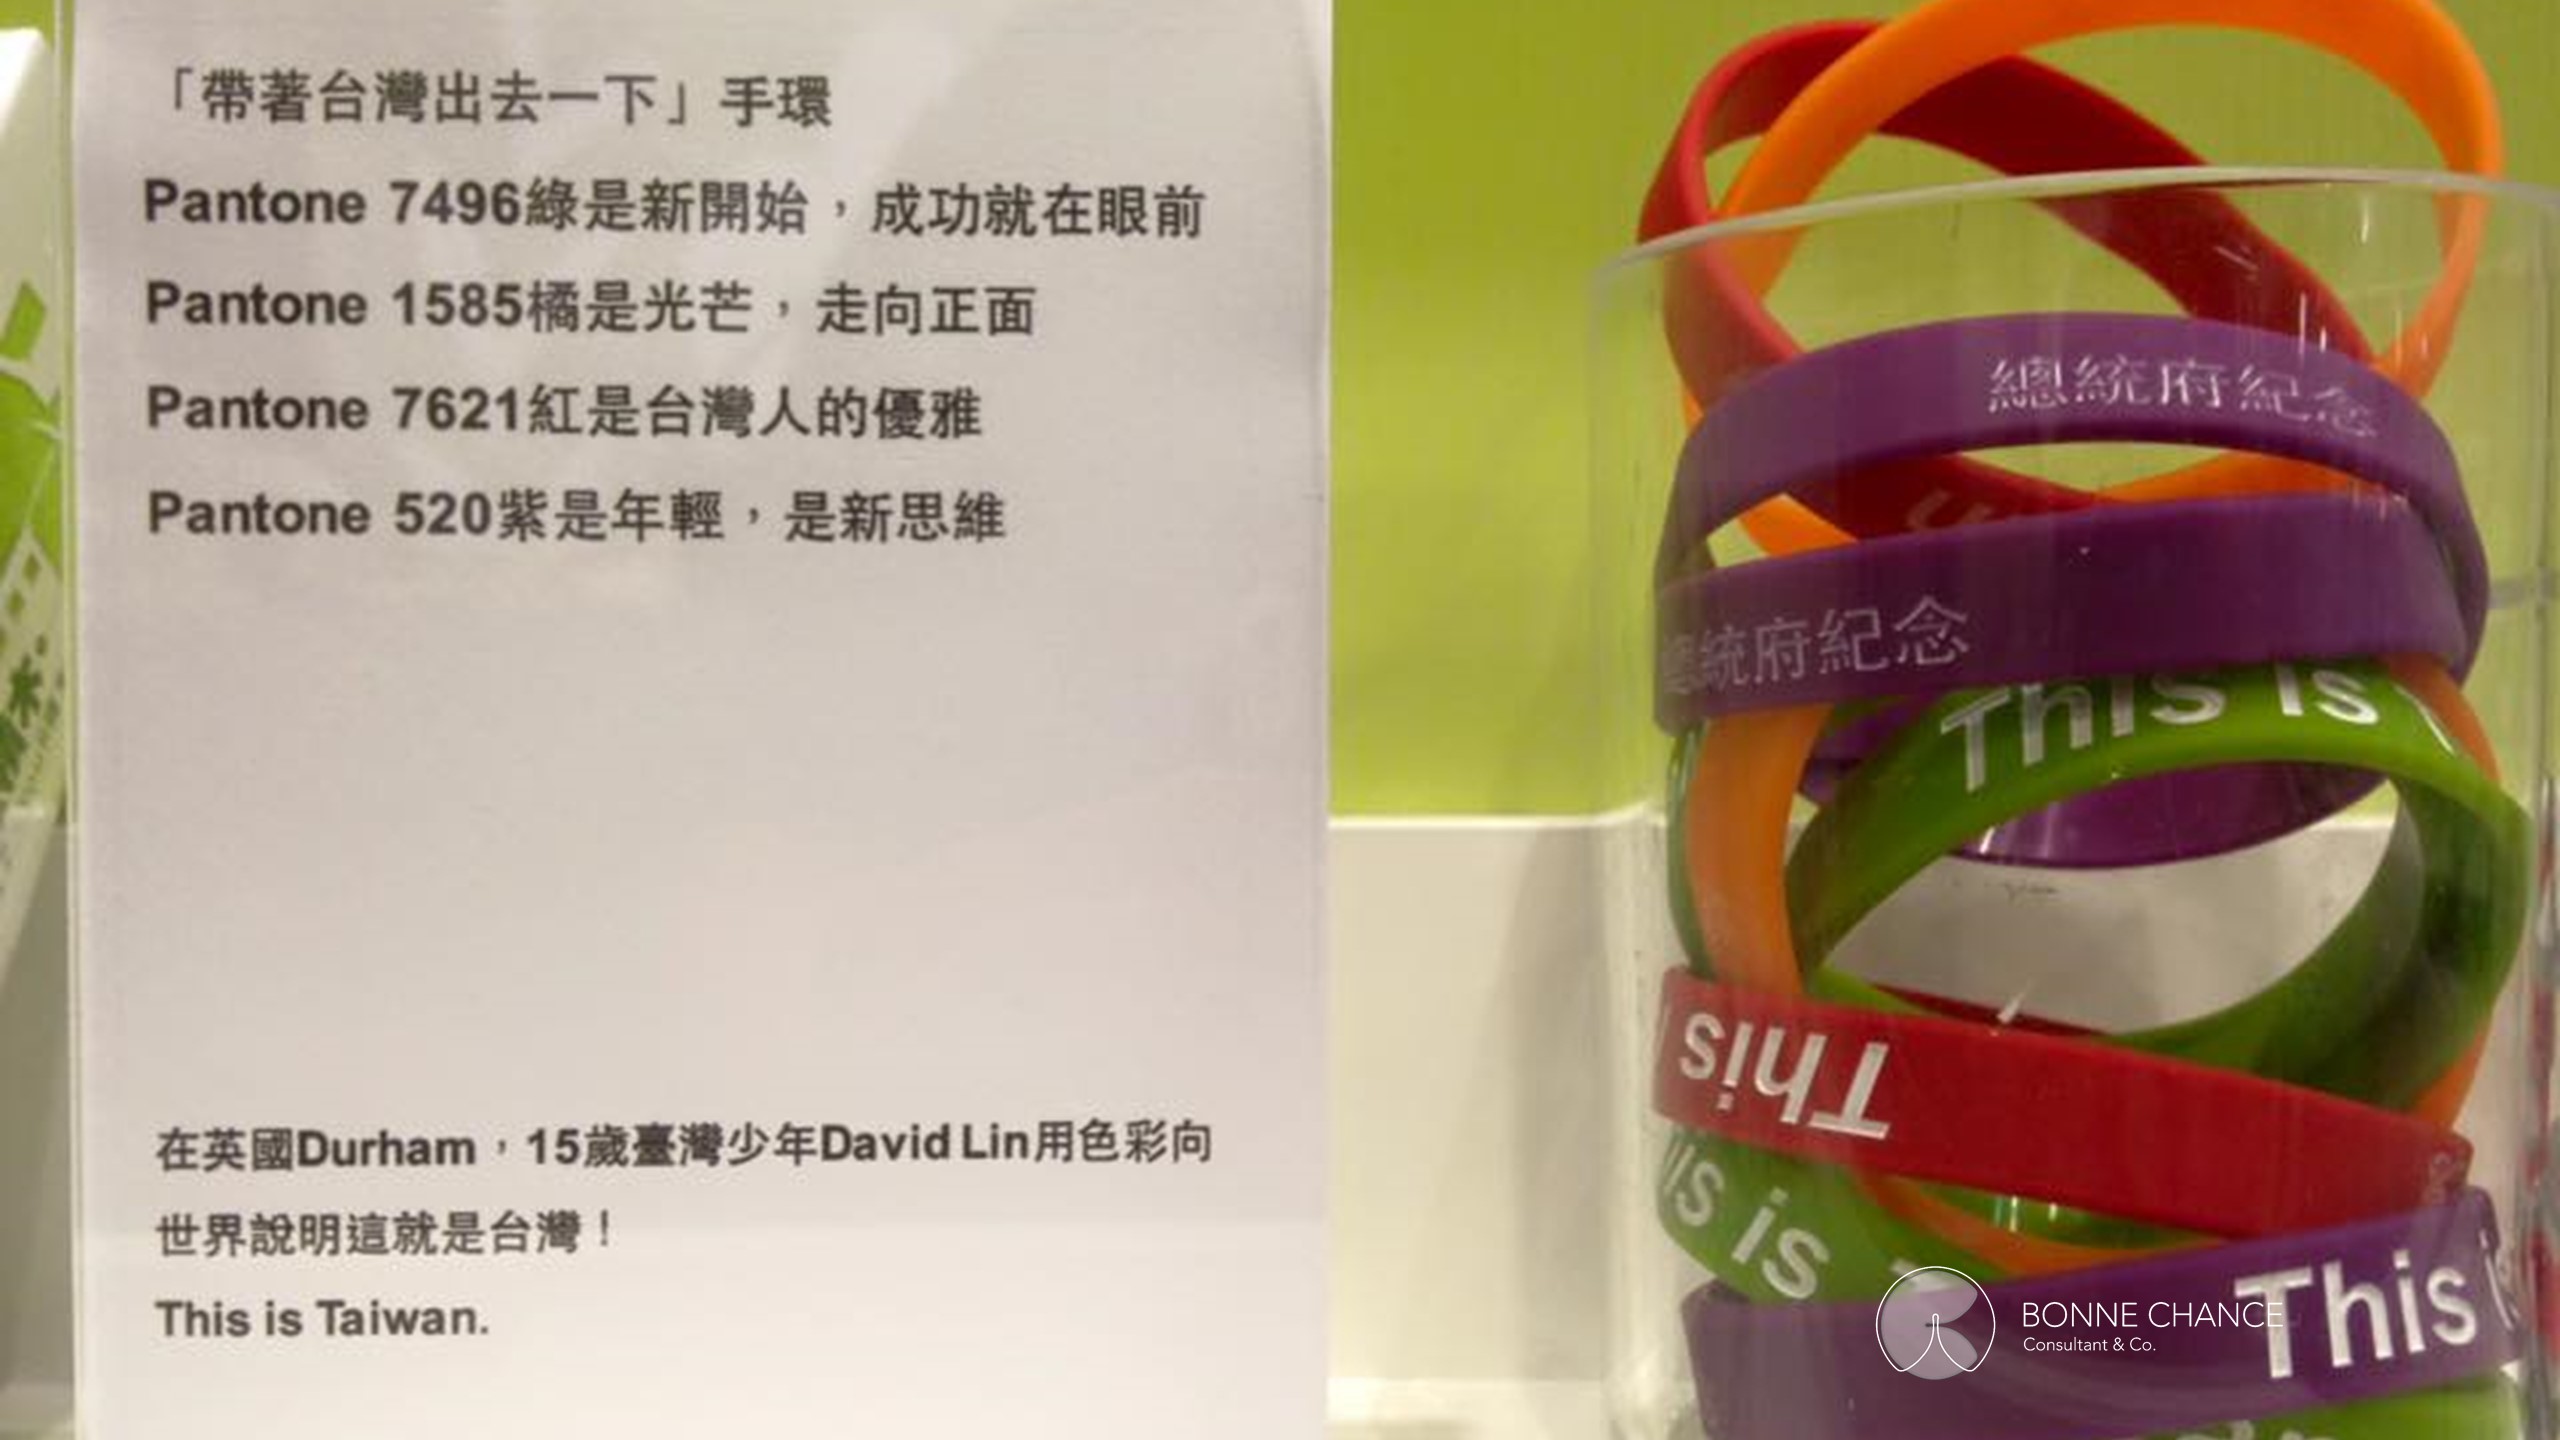 「帶著台灣出去一下」手環
Pantone 7496綠是新開始，成功就在眼前
Pantone 1585橘是光芒，走向正面
Pantone 7621紅是台灣人的優雅
Pantone 520紫是年輕，是新思維
在英國Durham，15歲臺灣少年David Lin用色彩向
世界說明這就是台灣！
This is Taiwan.
總統府紀念
總統府紀念
This is
This
is is
This
BONNE CHANCE
Consultant & Co.